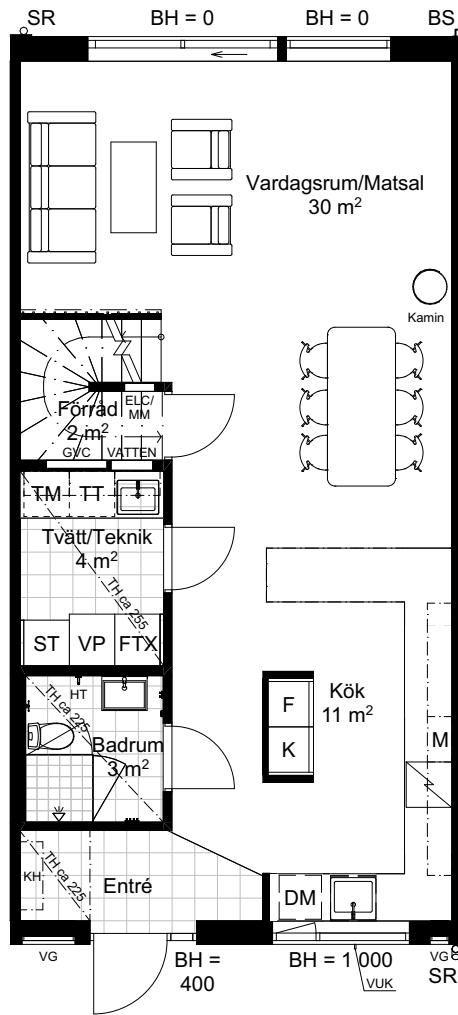 SR
BH = 0
BH = 0
BS
Vardagsrum/Matsal
30 m²
Kamin
Förråd
2 m²
ELC/
MM
GVC
VATTEN
TM
TT
Tvätt/Teknik
4 m²
TH ca 255
ST
VP
FTX
HT
TH ca 225
Badrum
3 m²
F
K
Kök
11 m²
M
KH
TH ca 225
Entré
DM
VG
BH =
400
BH = 1 000
VUK
VG
SR